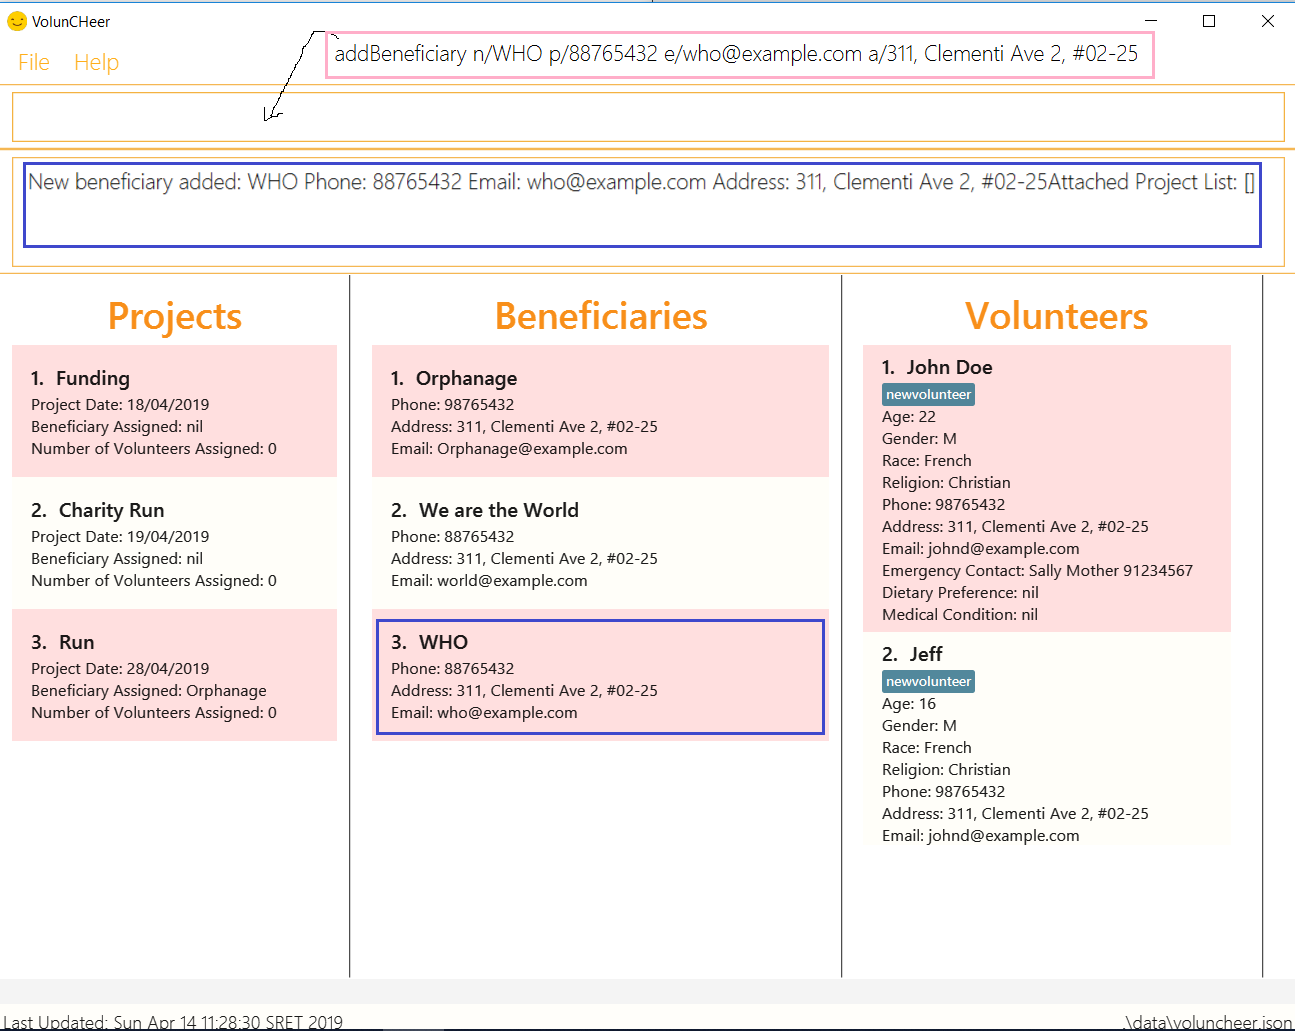 VolunCHeer
File Help
addBeneficiary n/WHO p/88765432 e/who@example.com a/311, Clementi Ave 2, #02-25
New beneficiary added: WHO Phone: 88765432 Email: who@example.com Address: 311, Clementi Ave 2, #02-25Attached Project List: []
Projects
1. Funding
Project Date: 18/04/2019
Beneficiary Assigned: nil
Number of Volunteers Assigned: 0
2. Charity Run
Project Date: 19/04/2019
Beneficiary Assigned: nil
Number of Volunteers Assigned: 0
3. Run
Project Date: 28/04/2019
Beneficiary Assigned: Orphanage
Number of Volunteers Assigned: 0
Beneficiaries
1. Orphanage
Phone: 98765432
Address: 311, Clementi Ave 2, #02-25
Email: Orphanage@example.com
2. We are the World
Phone: 88765432
Address: 311, Clementi Ave 2, #02-25
Email: world@example.com
3. WHO
Phone: 88765432
Address: 311, Clementi Ave 2, #02-25
Email: who@example.com
Volunteers
1. John Doe
newvolunteer
Age: 22
Gender: M
Race: French
Religion: Christian
Phone: 98765432
Address: 311, Clementi Ave 2, #02-25
Email: johnd@example.com
Emergency Contact: Sally Mother 91234567
Dietary Preference: nil
Medical Condition: nil
2. Jeff
newvolunteer
Age: 16
Gender: M
Race: French
Religion: Christian
Phone: 98765432
Address: 311, Clementi Ave 2, #02-25
Email: johnd@example.com
Last Updated: Sun Apr 14 11:28:30 SRET 2019
.\data\voluncheer.json